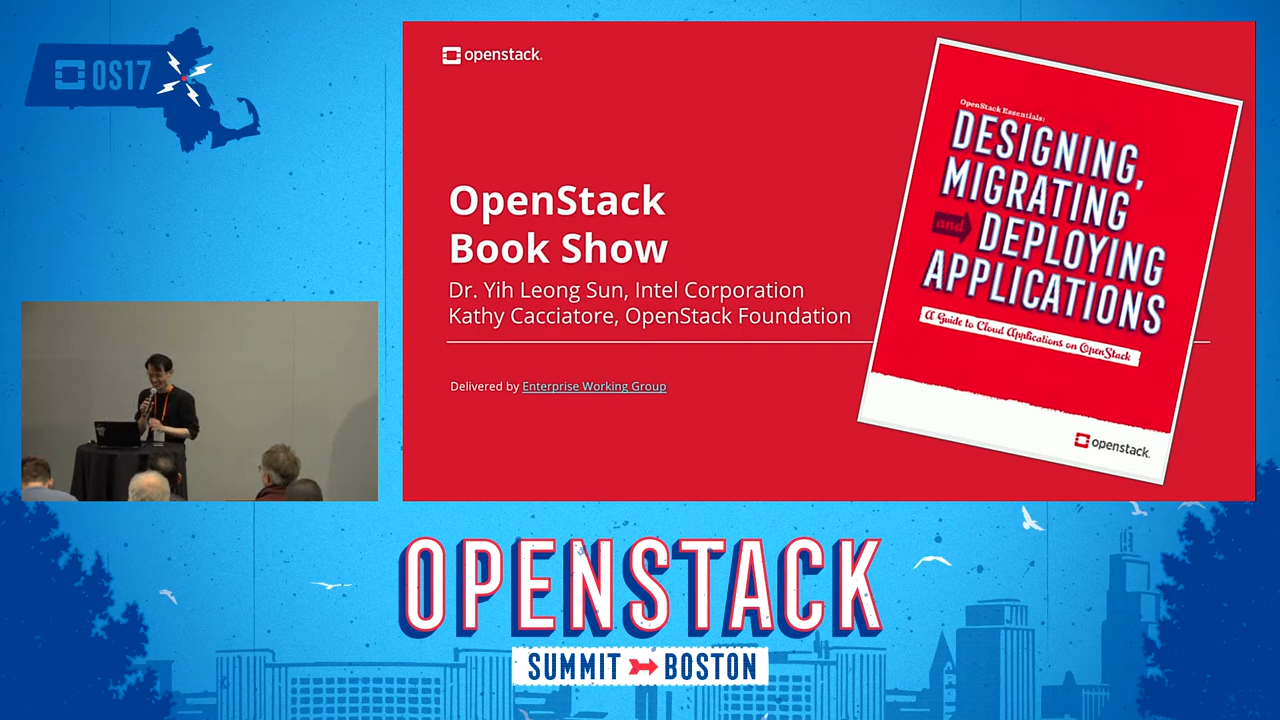 OS17
openstack.
OpenStack
Book Show
Dr. Yih Leong Sun, Intel Corporation
Kathy Cacciatore, OpenStack Foundation
Delivered by Enterprise Working Group
OpenStack Essentials:
DESIGNING,
MIGRATING
and DEPLOYING
APPLICATIONS
A Guide to Cloud Applications on OpenStack
openstack.
OPENSTACK
SUMMIT BOSTON